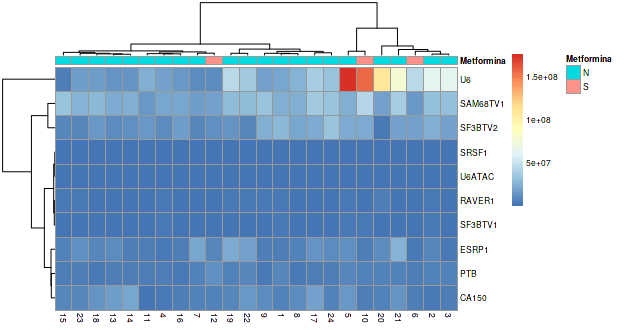 Metformina
Metformina
N
S
1.5e+08
1e+08
5e+07
U6
SAM68TV1
SF3BTV2
SRSF1
U6ATAC
RAVER1
SF3BTV1
ESRP1
PTB
CA150
15 23 18 13 14 11 4 16 7 12 19 22 9 1 8 17 24 5 10 20 21 6 2 3